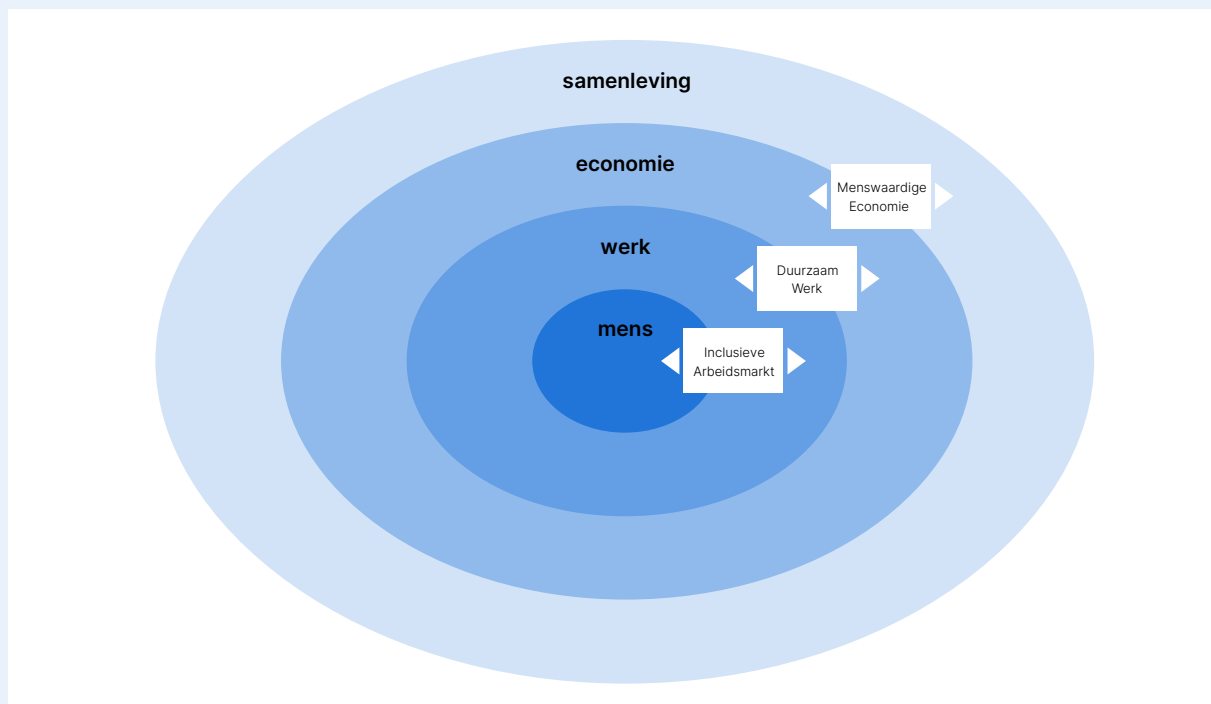 samenleving
economie
Menswaardige
Economie
werk
Duurzaam
Werk
mens
Inclusieve
Arbeidsmarkt